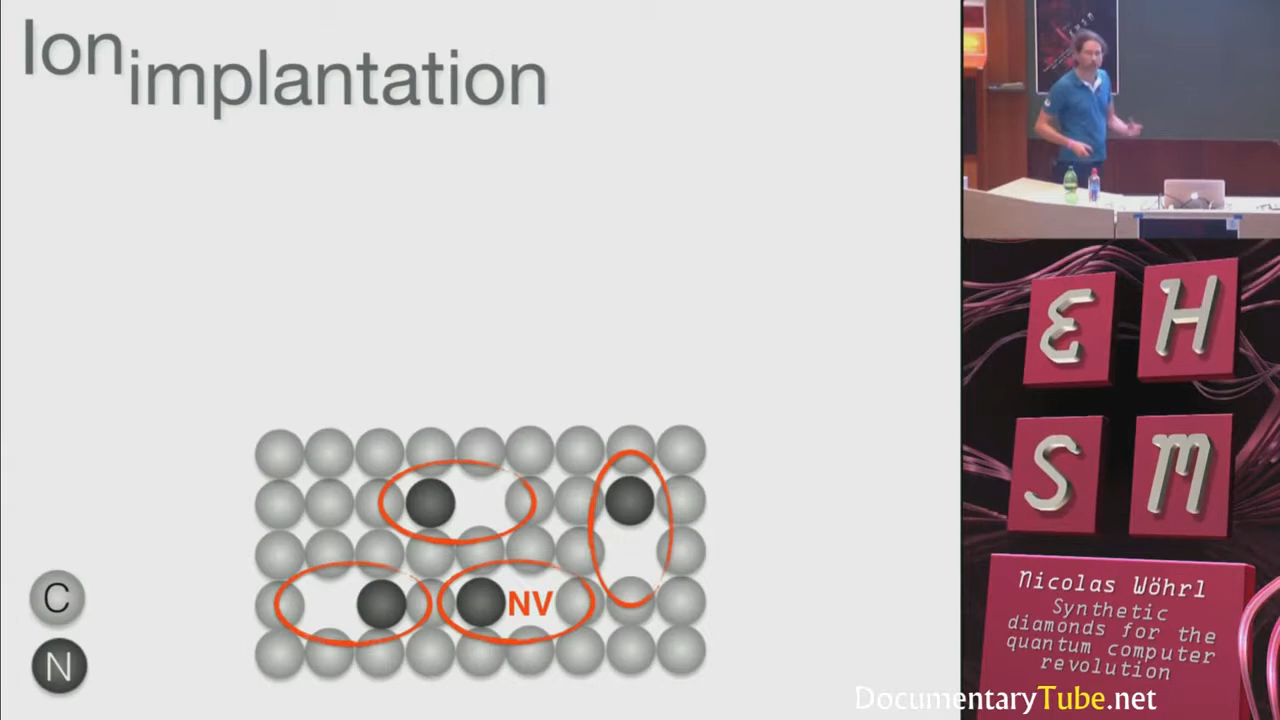 Ion
implantation
NV
C
N
E H
S M
Nicolas Wöhrl
Synthetic
diamonds for the
quantum computer
revolution
DocumentaryTube.net